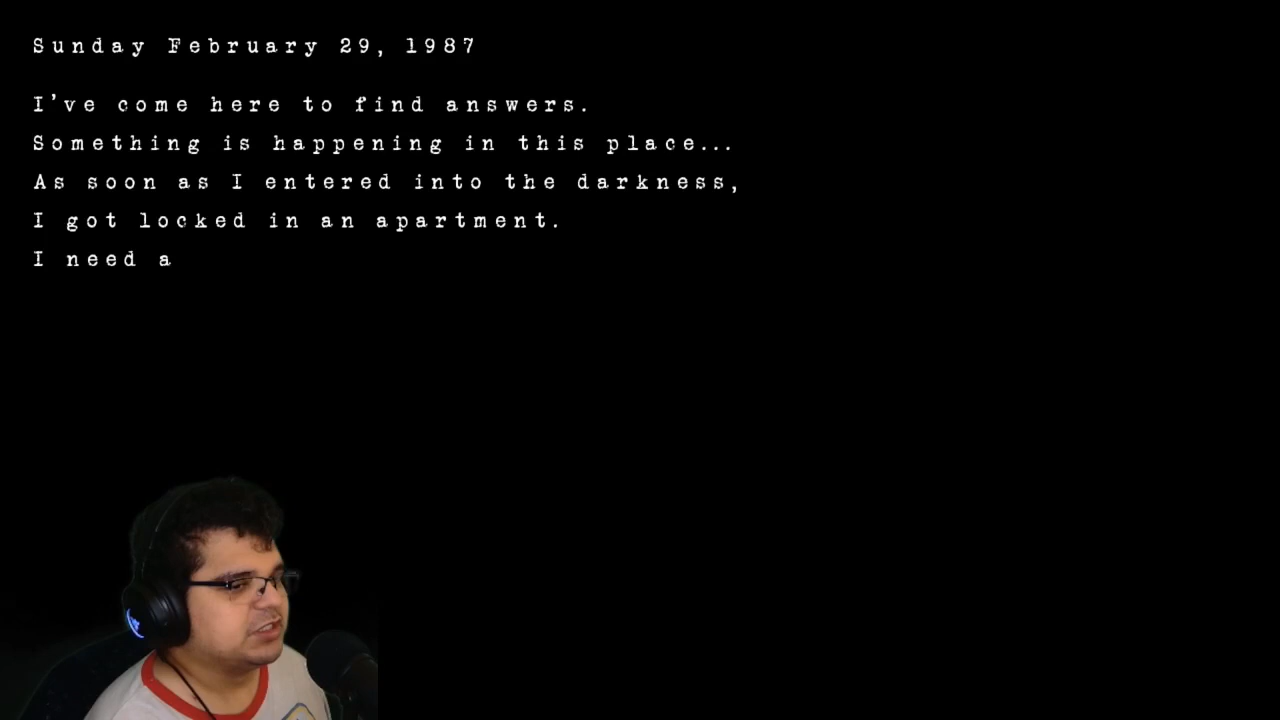 Sunday February 29, 1987
I've come here to find answers.
Something is happening in this place...
As soon as I entered into the darkness,
I got locked in an apartment.
I need a